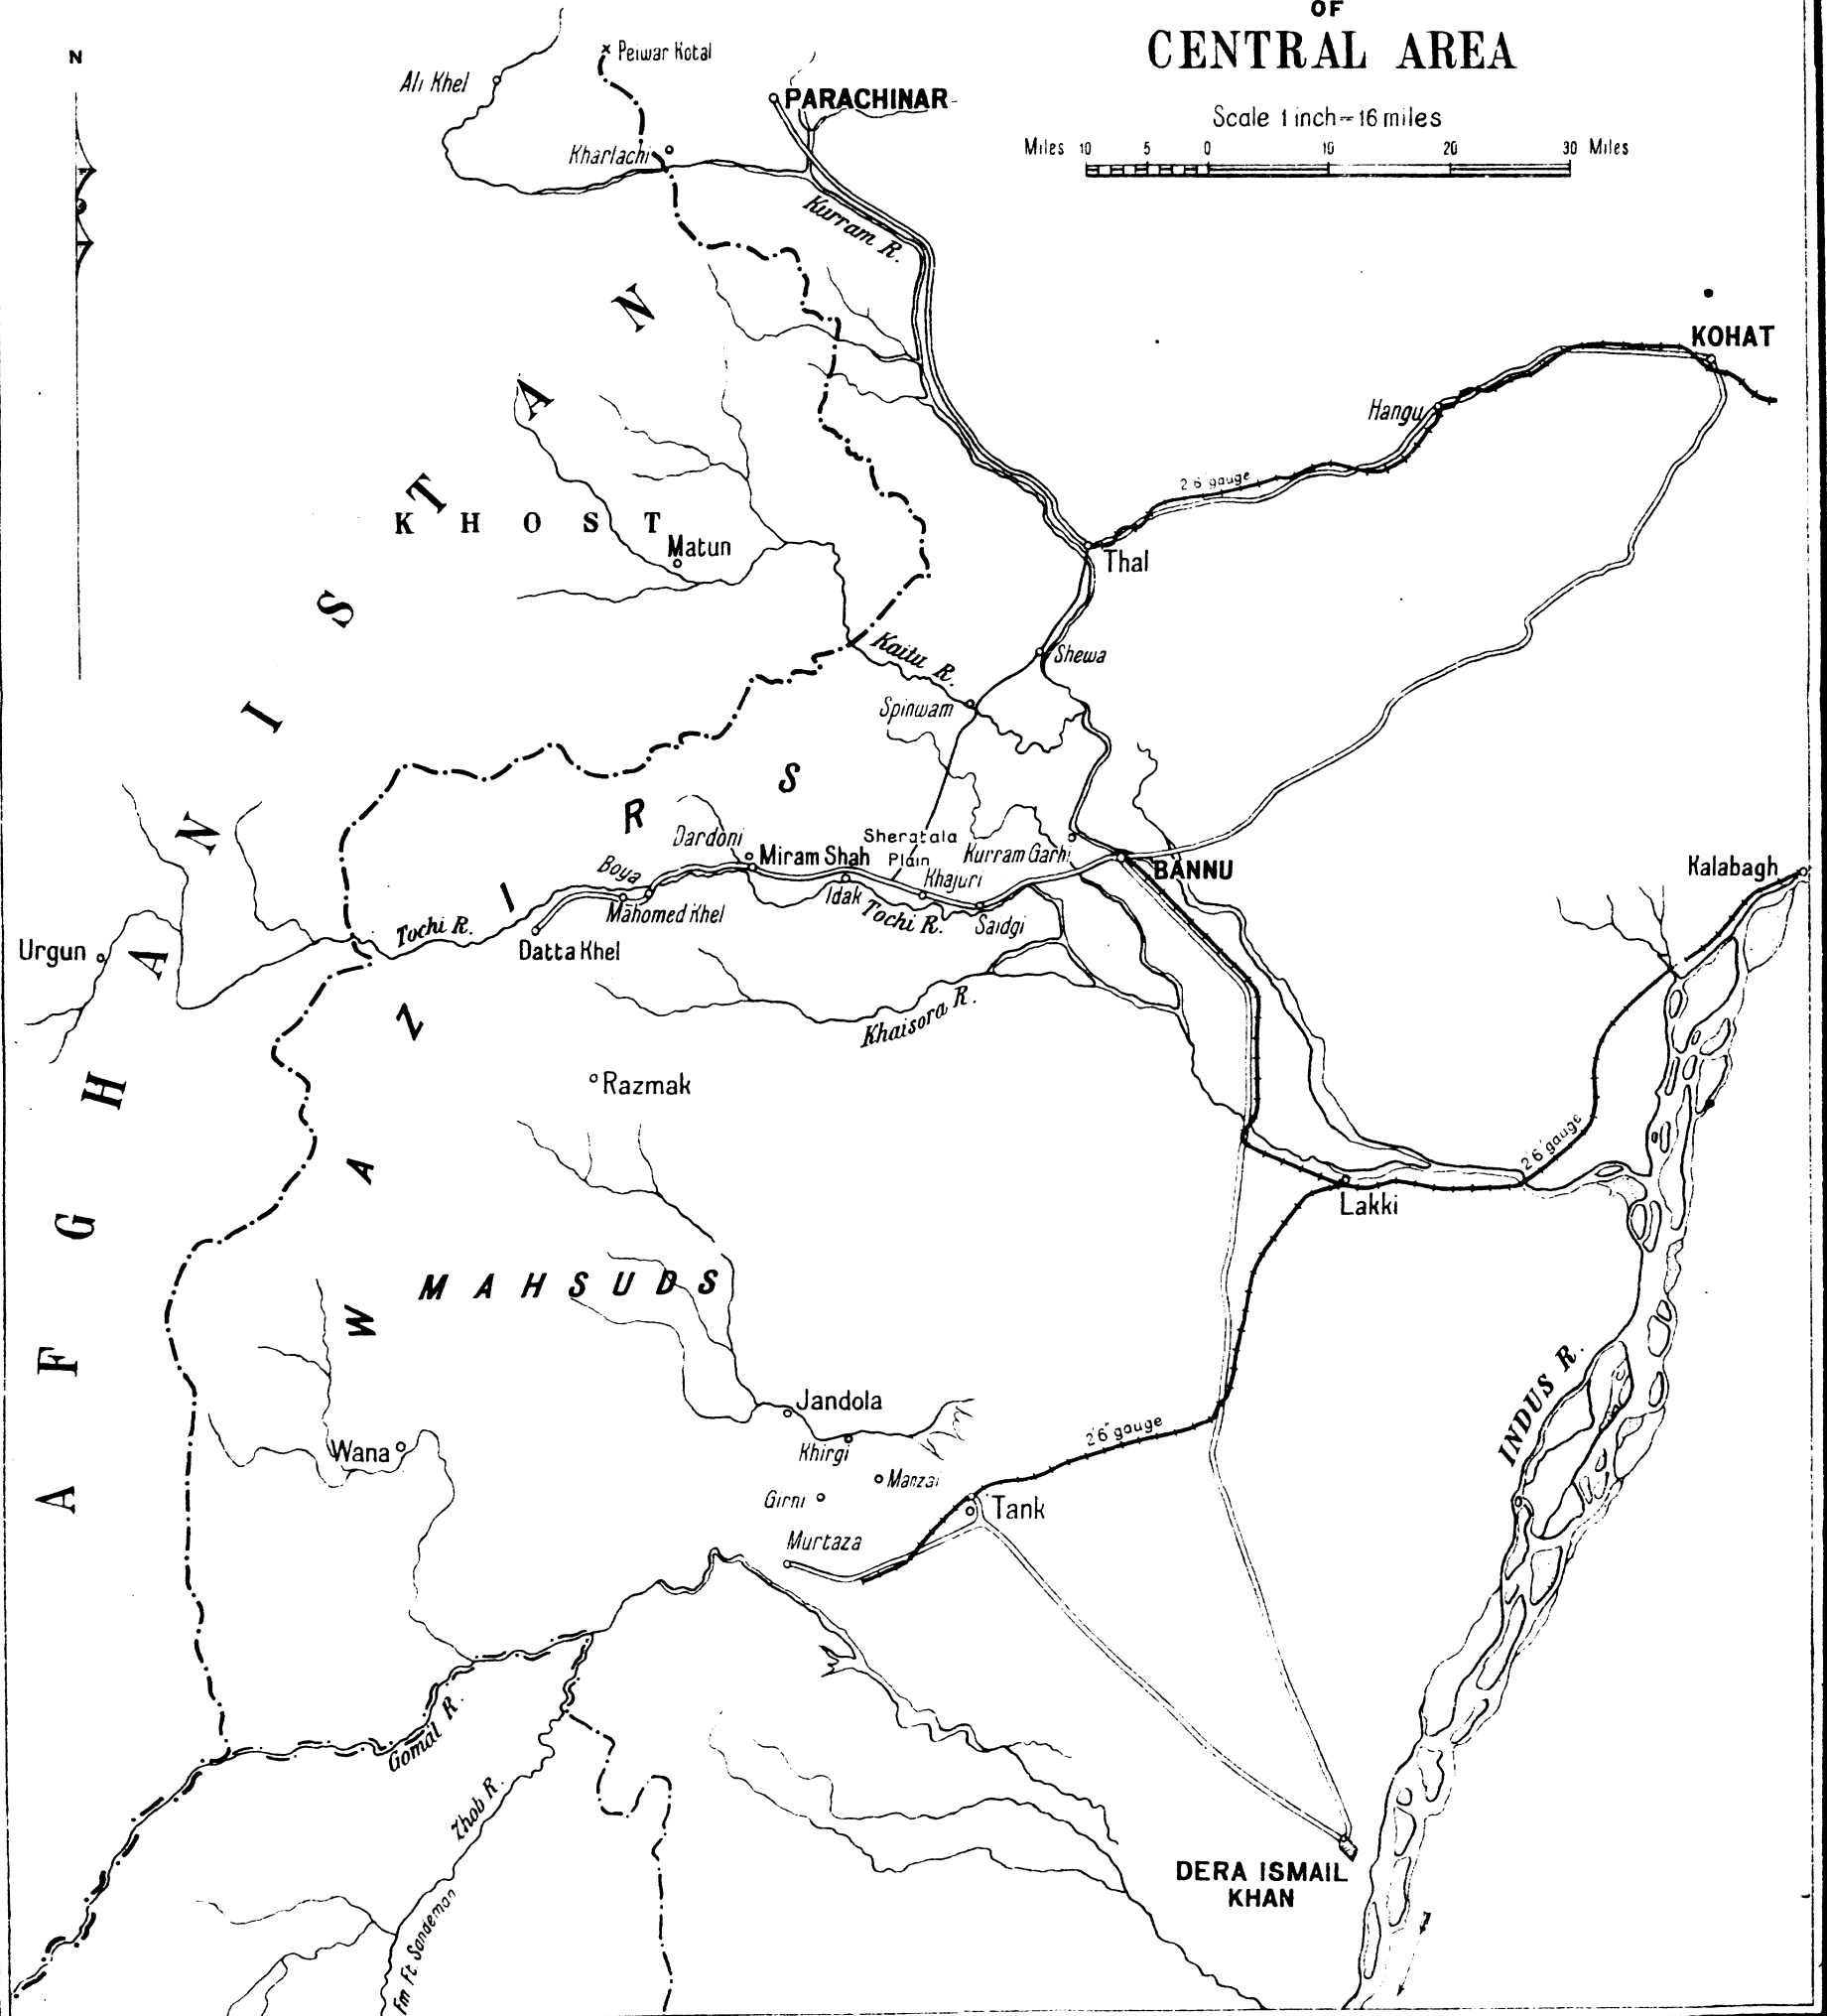 OF
CENTRAL AREA
Scale 1 inch = 16 miles
Miles 10 5 0 10 20 30 Miles
N
Peiwar Kotal
Ali Khel
PARACHINAR
Kharlachi
Kurram R.
KOHAT
Hangu
2'6" gauge
Thal
KHOST
Matun
Shewa
Kaitu R.
Spinwam
AFGHANISTAN
WAZIRS
Dardoni
Miram Shah
Sheratala
Plain
Kurram Garhi
BANNU
Kalabagh
Boya
Idak
Khajuri
Mahomed Khel
Tochi R.
Saidgi
Tochi R.
Datta Khel
Urgun
Khaisora R.
Razmak
2'6" gauge
Lakki
MAHSUDS
INDUS R.
Jandola
Khirgi
2'6" gauge
Wana
Manzai
Girni
Tank
Murtaza
Gomal R.
Zhob R.
DERA ISMAIL
KHAN
Fm Ft. Sandeman